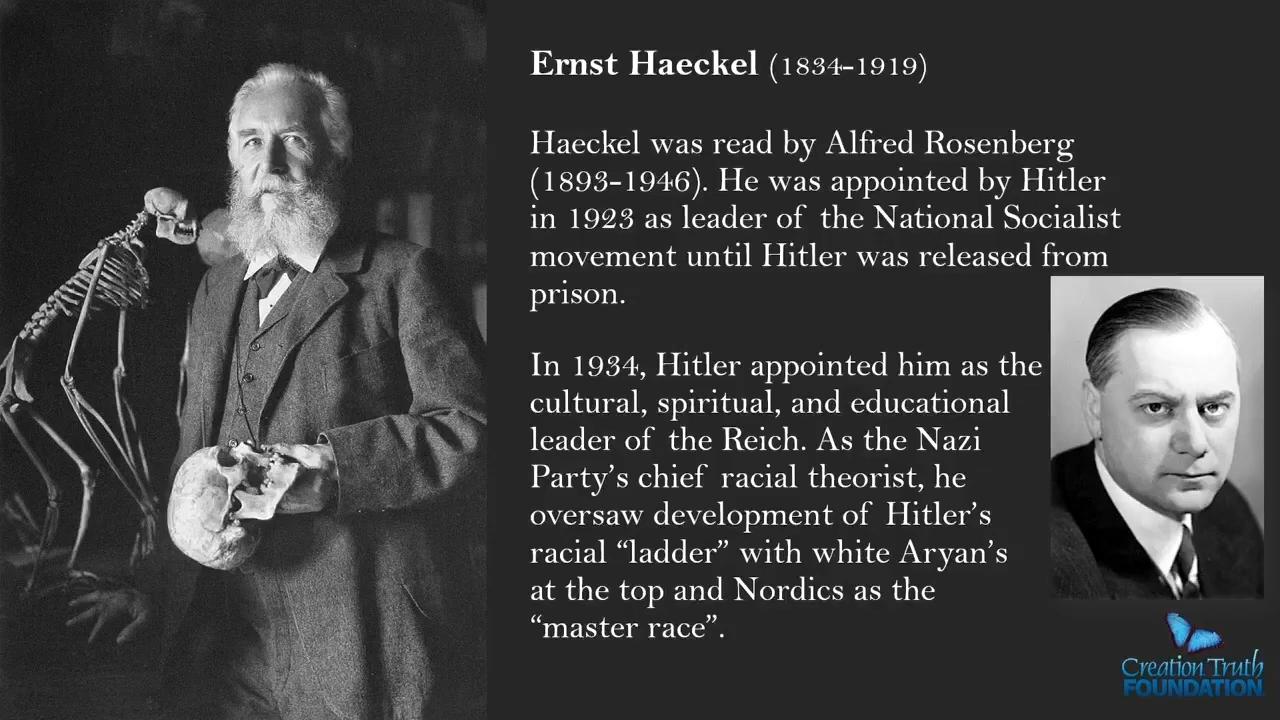 Ernst Haeckel (1834-1919)
Haeckel was read by Alfred Rosenberg
(1893-1946). He was appointed by Hitler
in 1923 as leader of the National Socialist
movement until Hitler was released from
prison.
In 1934, Hitler appointed him as the
cultural, spiritual, and educational
leader of the Reich. As the Nazi
Party's chief racial theorist, he
oversaw development of Hitler's
racial “ladder” with white Aryan's
at the top and Nordics as the
“master race”.
Creation Truth
FOUNDATION